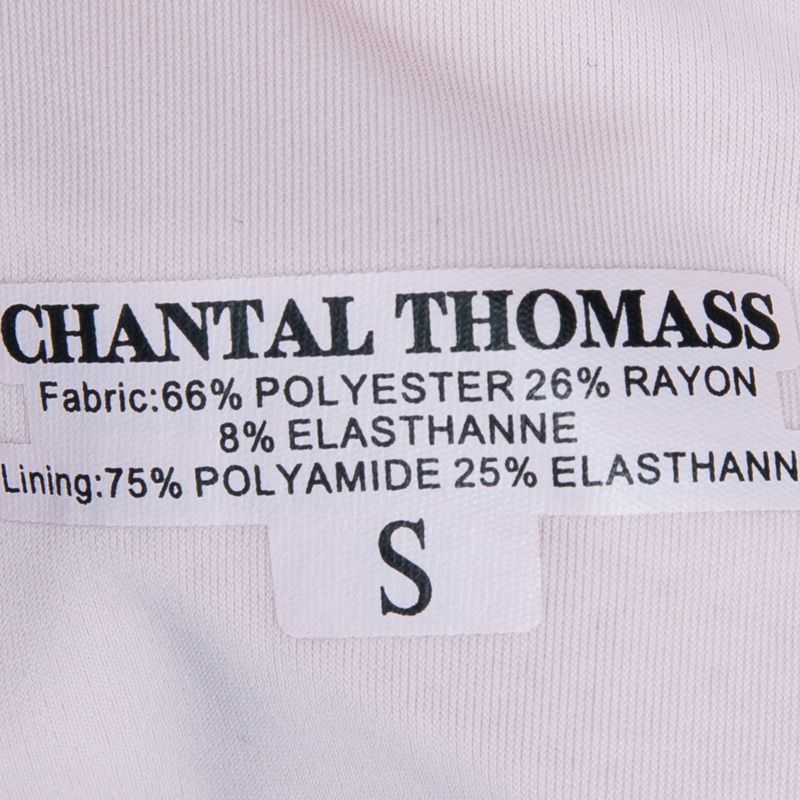 CHANTAL THOMASS
Fabric:66% POLYESTER 26% RAYON
8% ELASTHANNE
Lining:75% POLYAMIDE 25% ELASTHANN
S